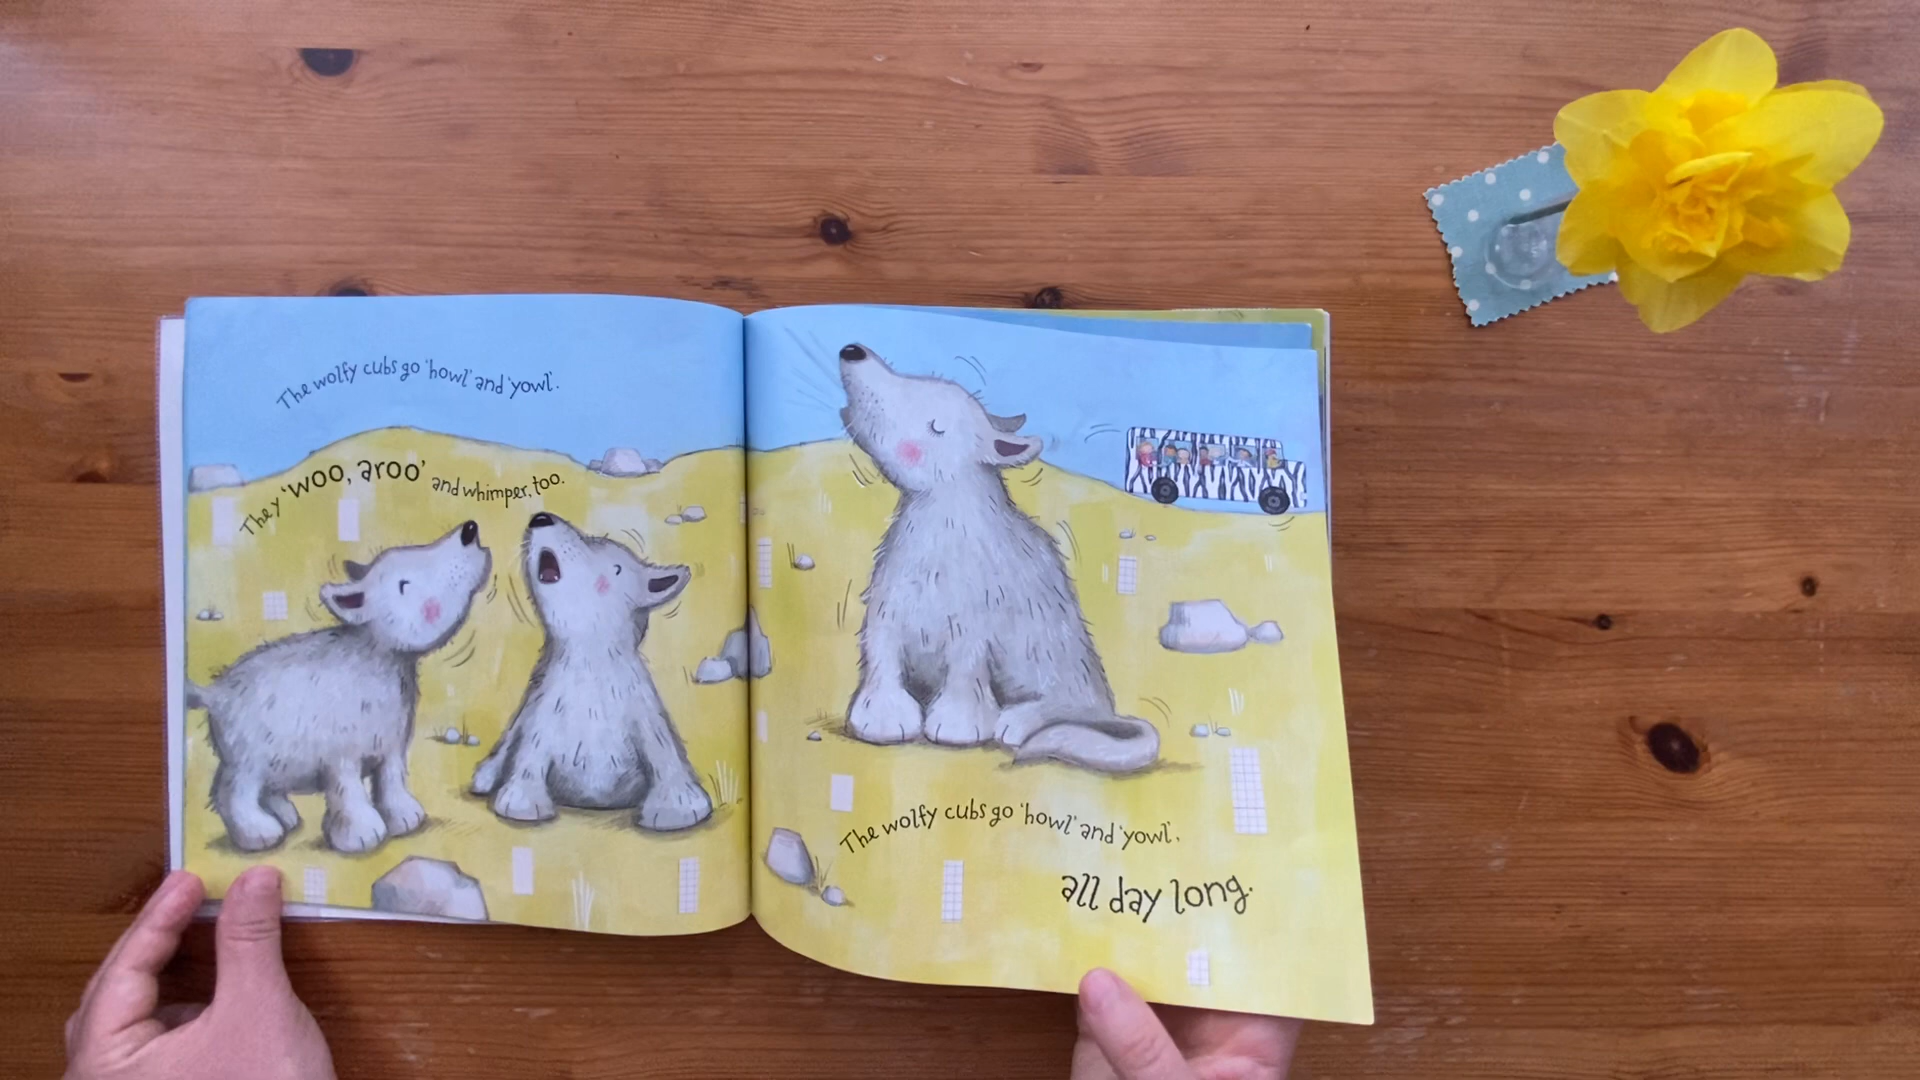 The wolfy cubs go 'howl' and 'yowl'.
They 'woo, aroo' and whimper, too.
The wolfy cubs go 'howl' and 'yowl',
all day long.